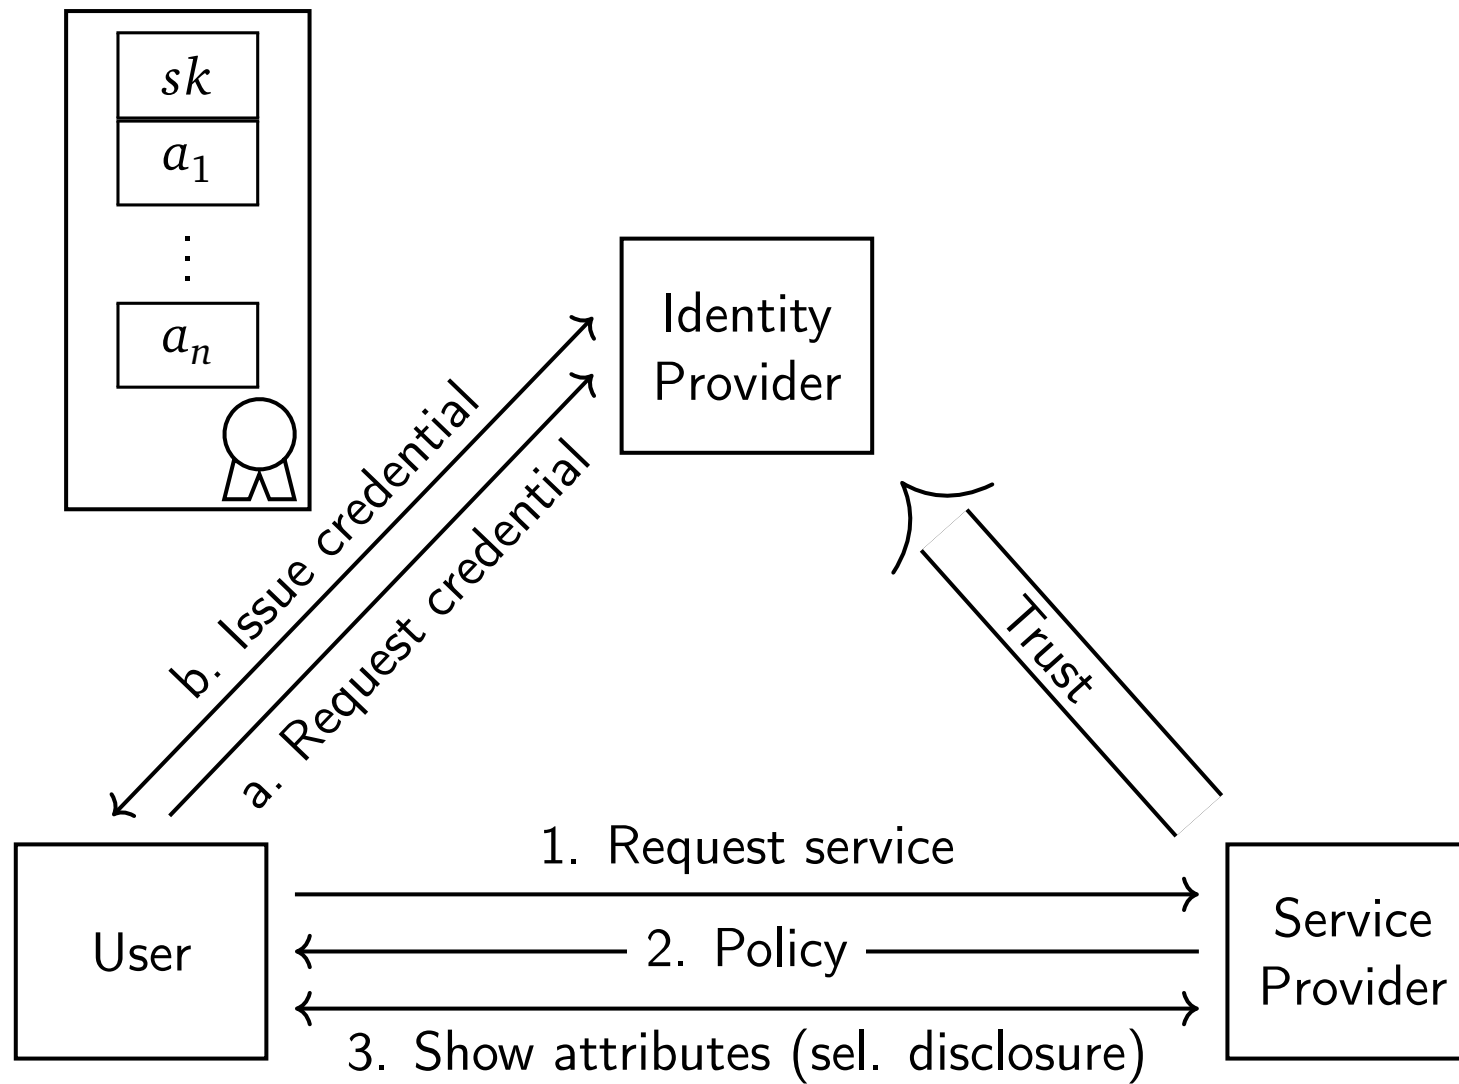 sk
a₁
⋮
aₙ
Identity
Provider
b. Issue credential
a. Request credential
Trust
1. Request service
User
2. Policy
Service
Provider
3. Show attributes (sel. disclosure)